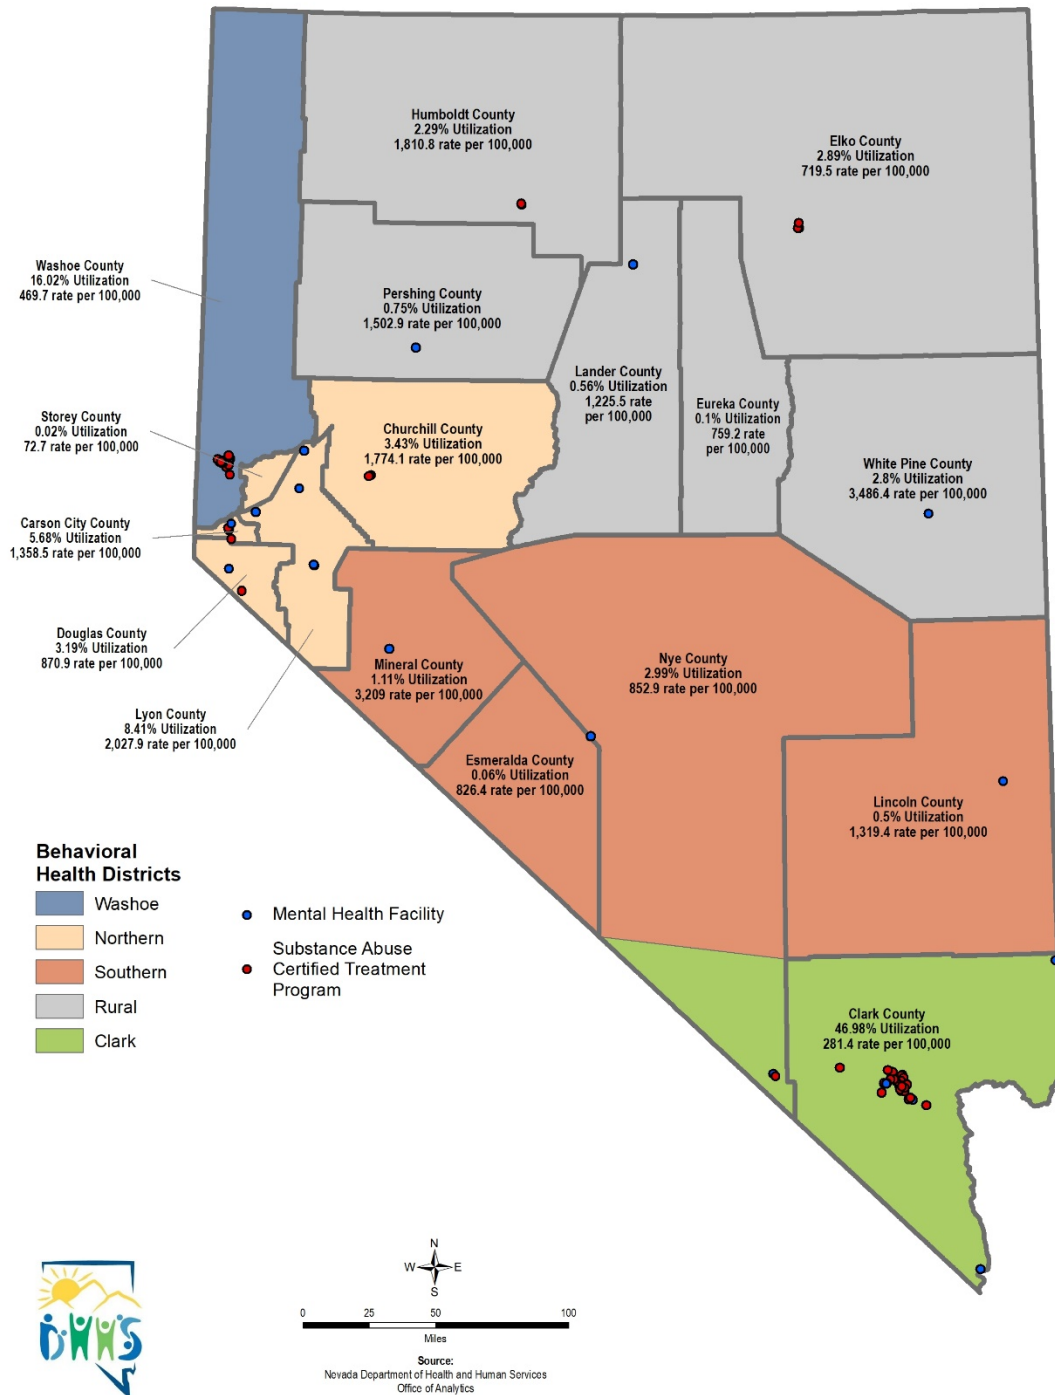 Humboldt County
2.29% Utilization
1,810.8 rate per 100,000
Elko County
2.89% Utilization
719.5 rate per 100,000
Washoe County
16.02% Utilization
469.7 rate per 100,000
Pershing County
0.75% Utilization
1,502.9 rate per 100,000
Lander County
0.56% Utilization
1,225.5 rate
per 100,000
Eureka County
0.1% Utilization
759.2 rate
per 100,000
Storey County
0.02% Utilization
72.7 rate per 100,000
Churchill County
3.43% Utilization
1,774.1 rate per 100,000
White Pine County
2.8% Utilization
3,486.4 rate per 100,000
Carson City County
5.68% Utilization
1,358.5 rate per 100,000
Douglas County
3.19% Utilization
870.9 rate per 100,000
Mineral County
1.11% Utilization
3,209 rate per 100,000
Nye County
2.99% Utilization
852.9 rate per 100,000
Lyon County
8.41% Utilization
2,027.9 rate per 100,000
Esmeralda County
0.06% Utilization
826.4 rate per 100,000
Lincoln County
0.5% Utilization
1,319.4 rate per 100,000
Clark County
46.98% Utilization
281.4 rate per 100,000
Behavioral
Health Districts
Washoe
Northern
Southern
Rural
Clark
Mental Health Facility
Substance Abuse
Certified Treatment
Program
N
W E
S
0 25 50 100
Miles
Source:
Nevada Department of Health and Human Services
Office of Analytics
DHHS